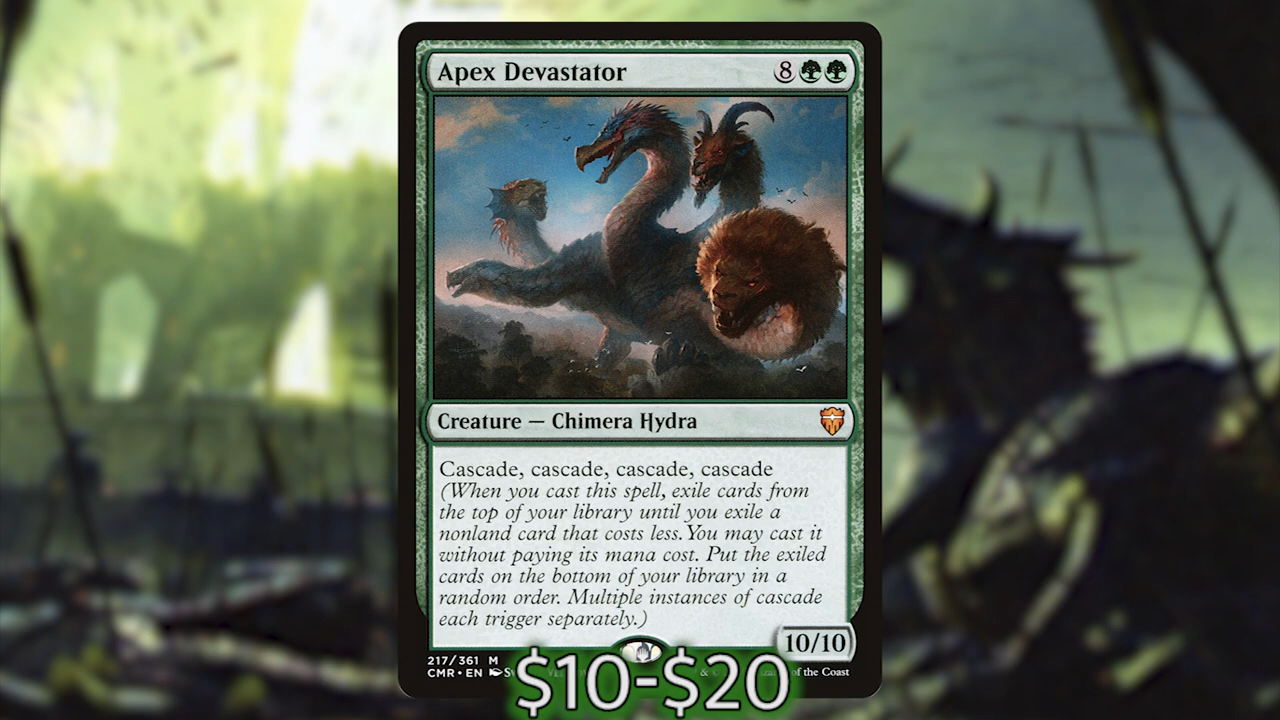 Apex Devastator 8
Creature — Chimera Hydra
Cascade, cascade, cascade, cascade
(When you cast this spell, exile cards from
the top of your library until you exile a
nonland card that costs less. You may cast it
without paying its mana cost. Put the exiled
cards on the bottom of your library in a
random order. Multiple instances of cascade
each trigger separately.)
10/10
217/361 M
CMR • EN & of the Coast
$10-$20